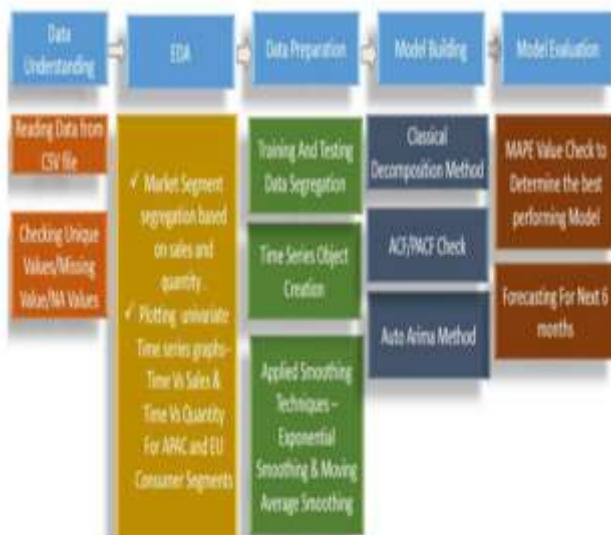 Data
Understanding
EDA
Data Preparation
Model Building
Model Evaluation
Reading Data from
CSV file
Checking Unique
Values/Missing
Value/NA Values
✓ Market Segment
segregation based
on sales and
quantity .
✓ Plotting univariate
Time series graphs-
Time Vs Sales &
Time Vs Quantity
For APAC and EU
Consumer Segments
Training And Testing
Data Segregation
Time Series Object
Creation
Applied Smoothing
Techniques –
Exponential
Smoothing & Moving
Average Smoothing
Classical
Decomposition Method
ACF/PACF Check
Auto Arima Method
MAPE Value Check to
Determine the best
performing Model
Forecasting For Next 6
months